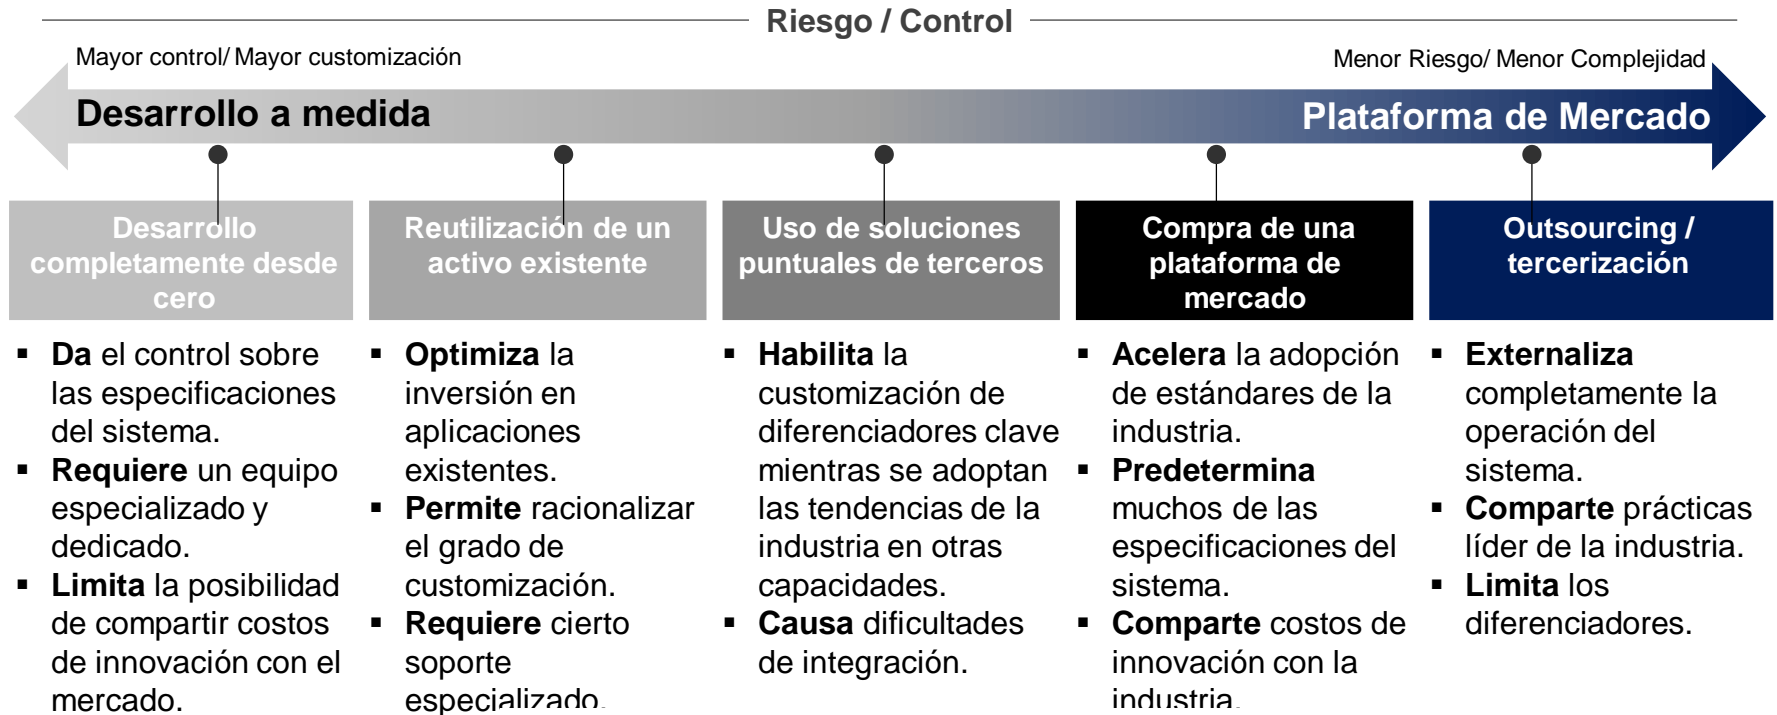 Riesgo / Control
Mayor control/ Mayor customización
Menor Riesgo/ Menor Complejidad
Desarrollo a medida
Plataforma de Mercado
Desarrollo
completamente desde
cero
Reutilización de un
activo existente
Uso de soluciones
puntuales de terceros
Compra de una
plataforma de
mercado
Outsourcing /
tercerización
▪ Da el control sobre
las especificaciones
del sistema.
▪ Requiere un equipo
especializado y
dedicado.
▪ Limita la posibilidad
de compartir costos
de innovación con el
mercado.
▪ Optimiza la
inversión en
aplicaciones
existentes.
▪ Permite racionalizar
el grado de
customización.
▪ Requiere cierto
soporte
especializado.
▪ Habilita la
customización de
diferenciadores clave
mientras se adoptan
las tendencias de la
industria en otras
capacidades.
▪ Causa dificultades
de integración.
▪ Acelera la adopción
de estándares de la
industria.
▪ Predetermina
muchos de las
especificaciones del
sistema.
▪ Comparte costos de
innovación con la
industria.
▪ Externaliza
completamente la
operación del
sistema.
▪ Comparte prácticas
líder de la industria.
▪ Limita los
diferenciadores.